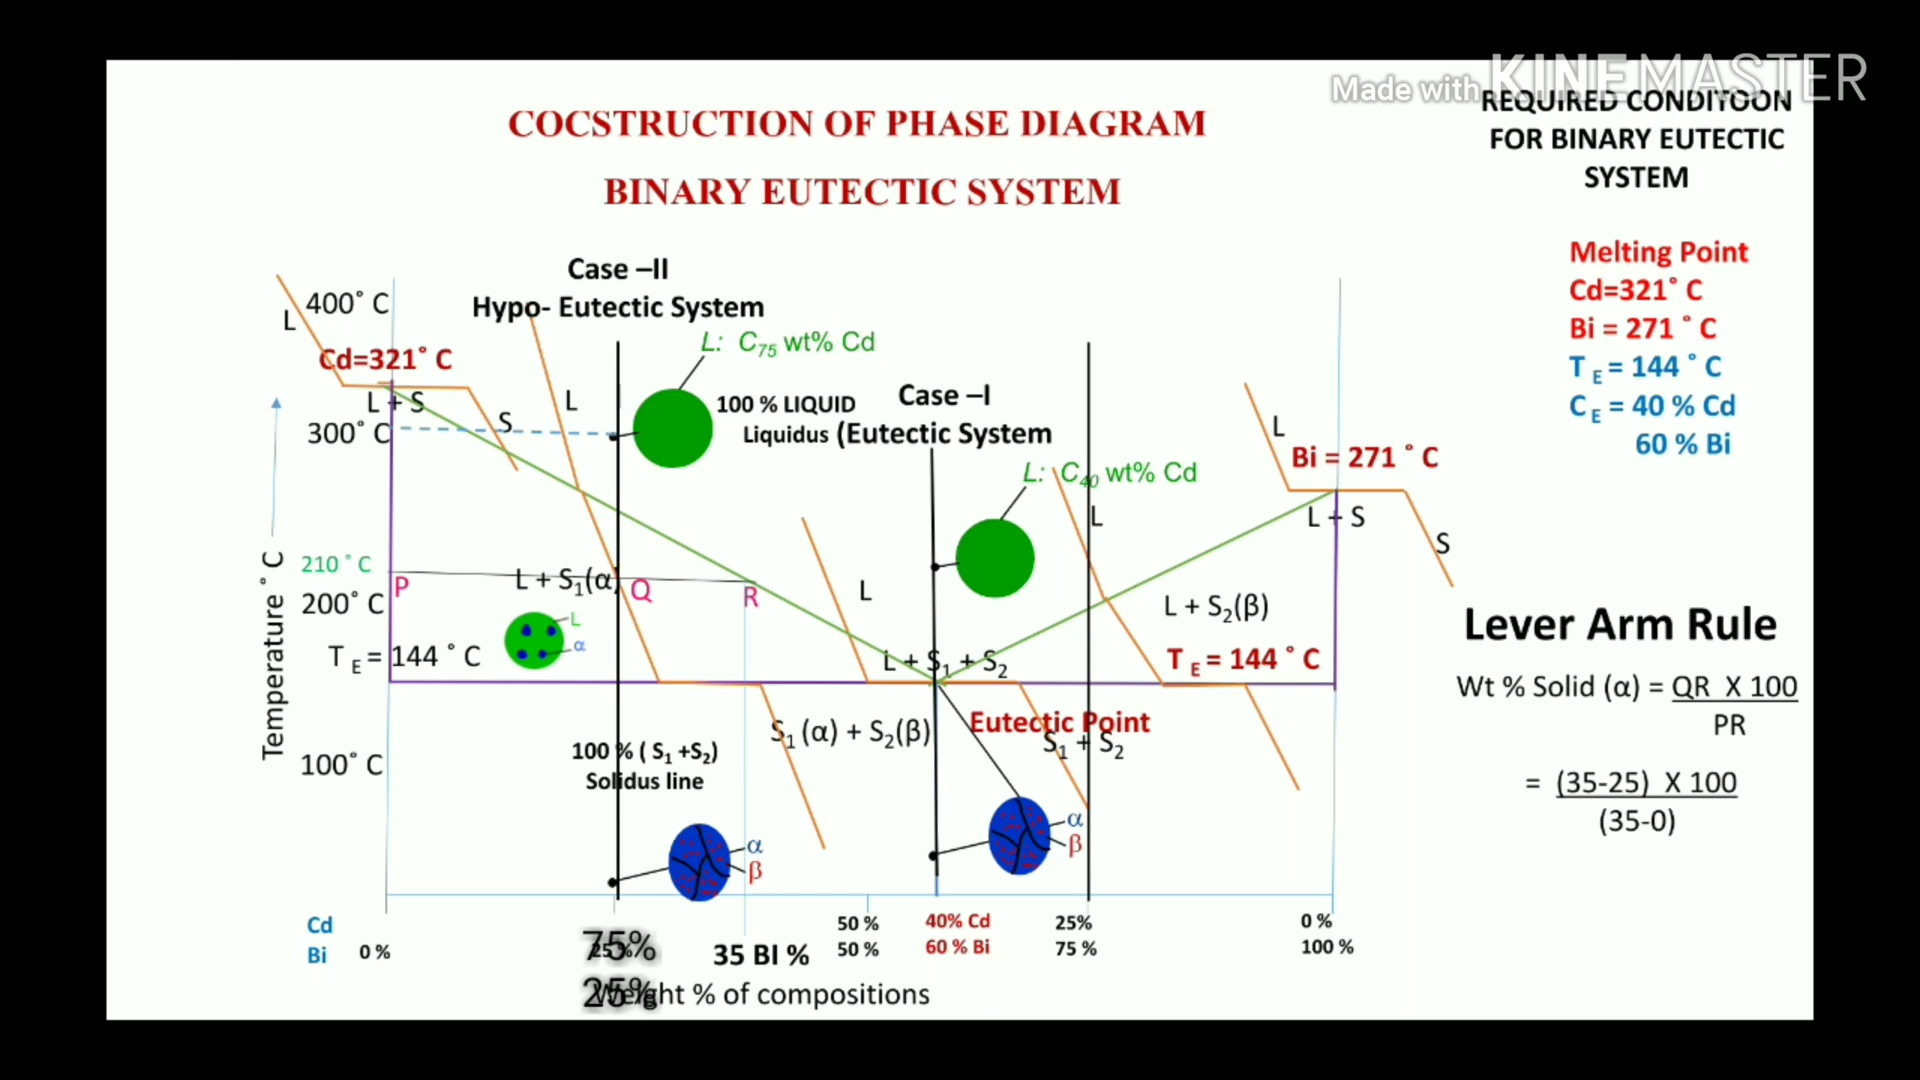 Made with KINEMASTER
COCSTRUCTION OF PHASE DIAGRAM
BINARY EUTECTIC SYSTEM
REQUIRED CONDITOON
FOR BINARY EUTECTIC
SYSTEM
Melting Point
Cd=321˚ C
Bi = 271 ˚ C
T E = 144 ˚ C
C E = 40 % Cd
60 % Bi
Case –II
Hypo- Eutectic System
L: C75 wt% Cd
100 % LIQUID
Liquidus
Case –I
(Eutectic System
L: C40 wt% Cd
400˚ C
L
Cd=321˚ C
L + S
300˚ C
S
L
L
Bi = 271 ˚ C
L + S
S
L
210 ˚ C
P
L + S1(α)
Q
R
L
L + S2(β)
200˚ C
L
α
T E = 144 ˚ C
L + S1 + S2
T E = 144 ˚ C
Temperature ˚ C
Eutectic Point
S1 (α) + S2(β)
S1 + S2
100 % ( S1 +S2)
Solidus line
100˚ C
α
β
α
β
Lever Arm Rule
Wt % Solid (α) = QR X 100
PR
= (35-25) X 100
(35-0)
Cd
75%
50 %
40% Cd
25%
0 %
Bi
0 %
25 %
35 BI %
50 %
60 % Bi
75 %
100 %
25%
Weight % of compositions